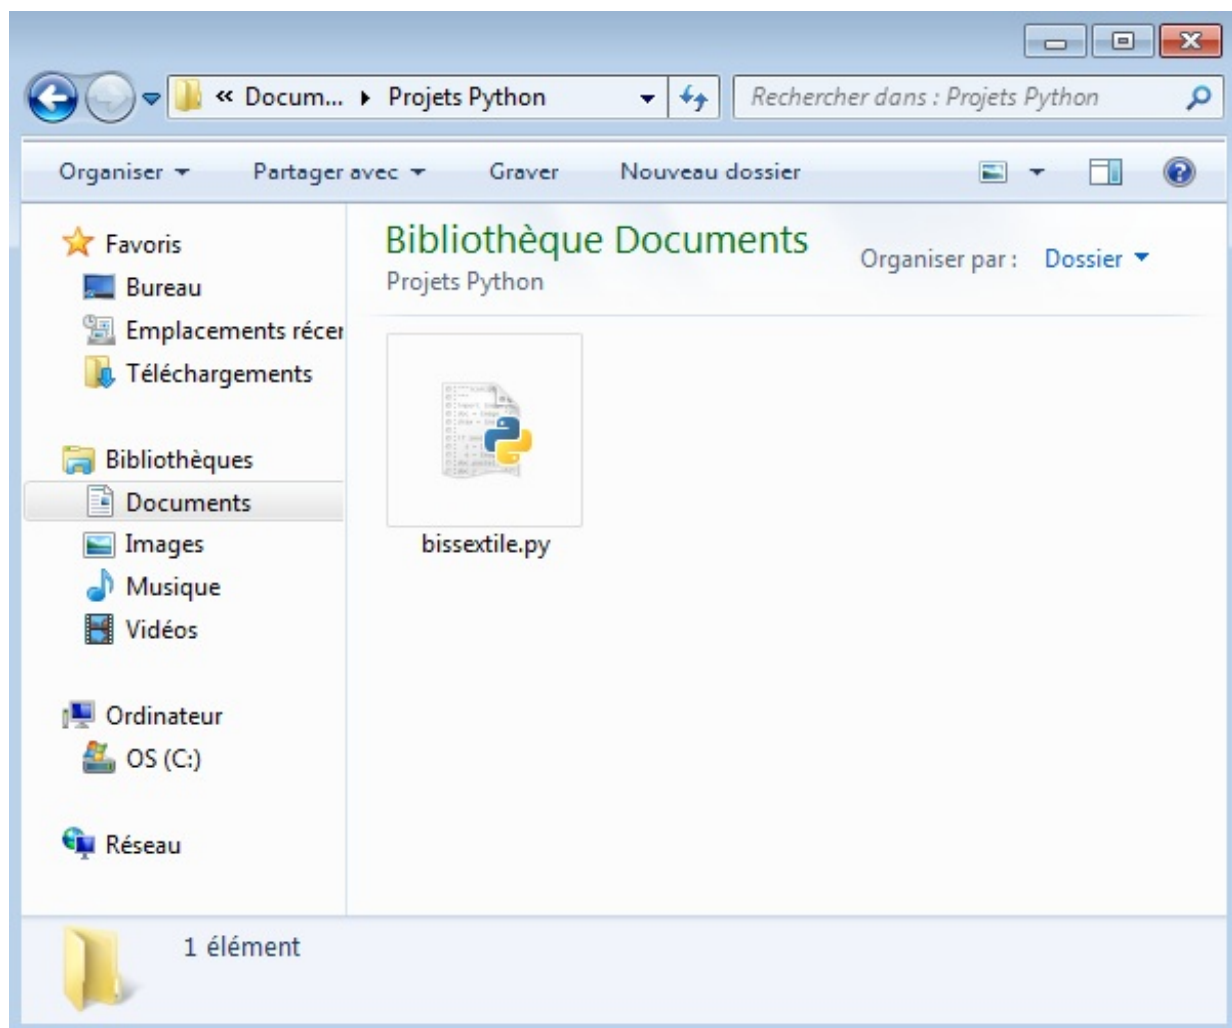 « Docum... Projets Python
Rechercher dans : Projets Python
Organiser Partager avec Graver Nouveau dossier
Favoris
Bureau
Emplacements récer
Téléchargements
Bibliothèques
Documents
Images
Musique
Vidéos
Ordinateur
OS (C:)
Réseau
Bibliothèque Documents
Projets Python
Organiser par : Dossier
bissextile.py
1 élément